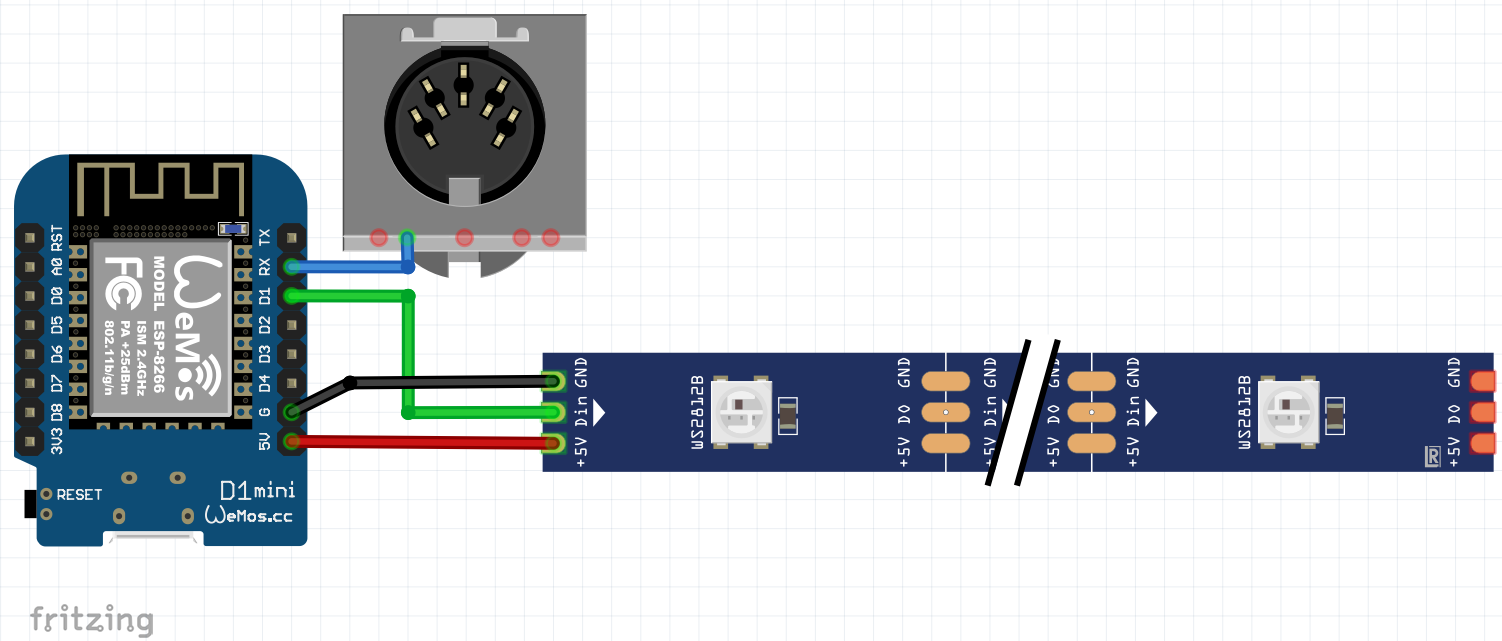 RST
A0
D0
D5
D6
D7
D8
3V3
TX
RX
D1
D2
D3
D4
G
5V
WeMos
MODEL ESP-8266
ISM 2.4GHz
PA +25dBm
802.11b/g/n
FC
RESET
D1mini
WeMos.cc
+5V Din GND
WS2812B
+5V DO GND
+5V Din GND
+5V DO GND
+5V Din GND
WS2812B
R
+5V DO GND
fritzing